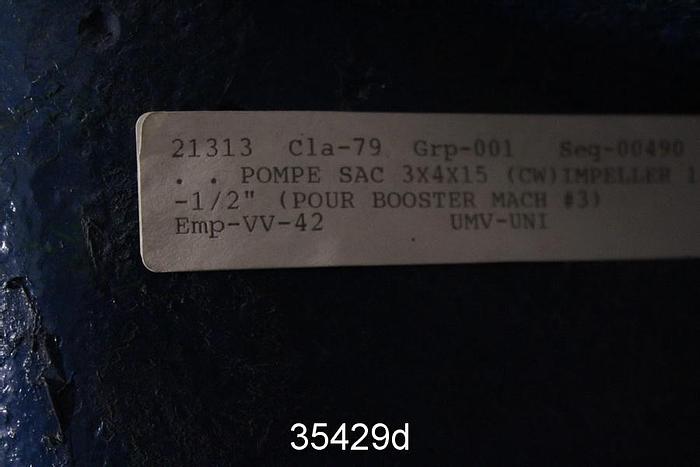 21313 Cla-79 Grp-001 Seq-00490
. . POMPE SAC 3X4X15 (CW)IMPELLER 1
-1/2" (POUR BOOSTER MACH #3)
Emp-VV-42 UMV-UNI
35429d